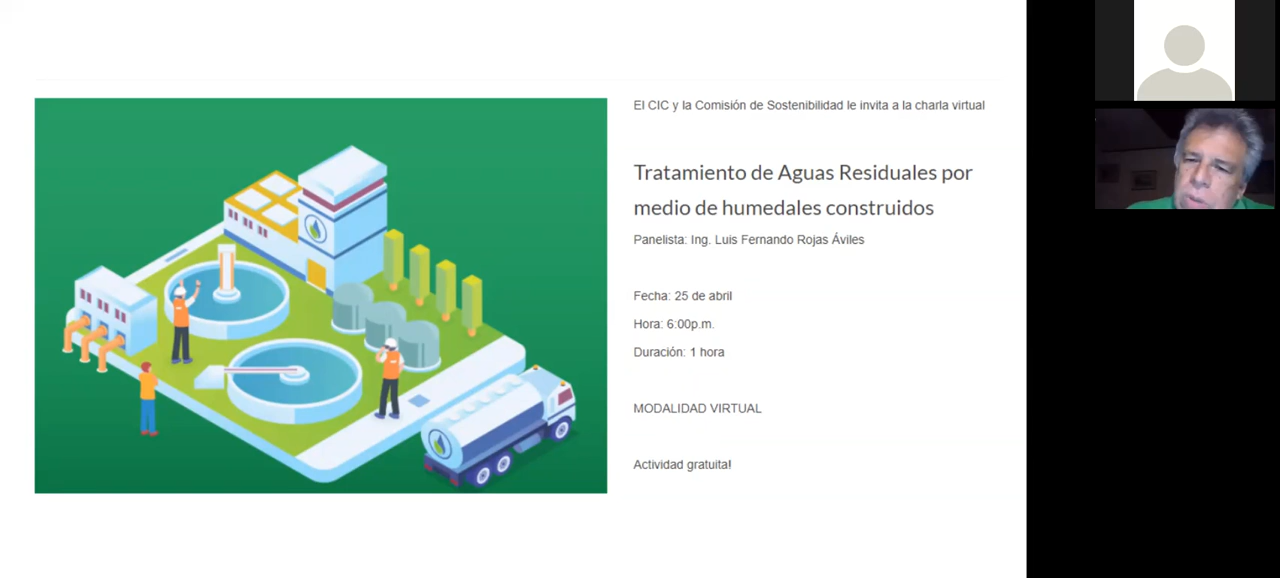 El CIC y la Comisión de Sostenibilidad le invita a la charla virtual
Tratamiento de Aguas Residuales por
medio de humedales construidos
Panelista: Ing. Luis Fernando Rojas Áviles
Fecha: 25 de abril
Hora: 6:00p.m.
Duración: 1 hora
MODALIDAD VIRTUAL
Actividad gratuita!